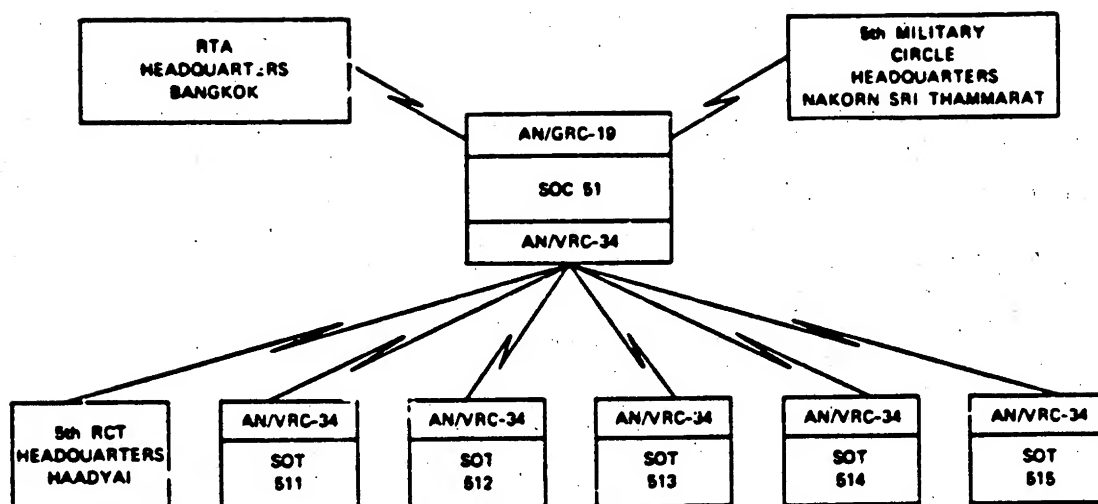 RTA
HEADQUARTERS
BANGKOK
5th MILITARY
CIRCLE
HEADQUARTERS
NAKORN SRI THAMMARAT
AN/GRC-19
SOC 51
AN/VRC-34
5th RCT
HEADQUARTERS
HAADYAI
AN/VRC-34
SOT
511
AN/VRC-34
SOT
512
AN/VRC-34
SOT
513
AN/VRC-34
SOT
514
AN/VRC-34
SOT
515